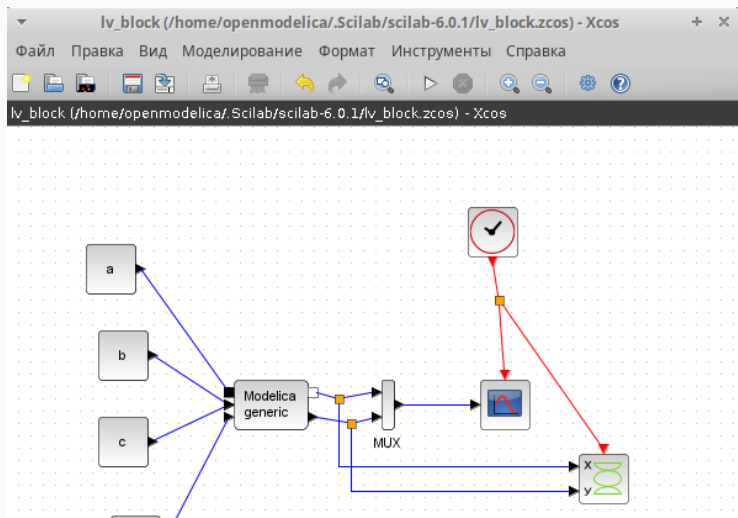 lv_block (/home/openmodelica/.Scilab/scilab-6.0.1/lv_block.zcos) - Xcos
Файл Правка Вид Моделирование Формат Инструменты Справка
lv_block (/home/openmodelica/.Scilab/scilab-6.0.1/lv_block.zcos) - Xcos
a
b
Modelica
generic
c
MUX
X
y